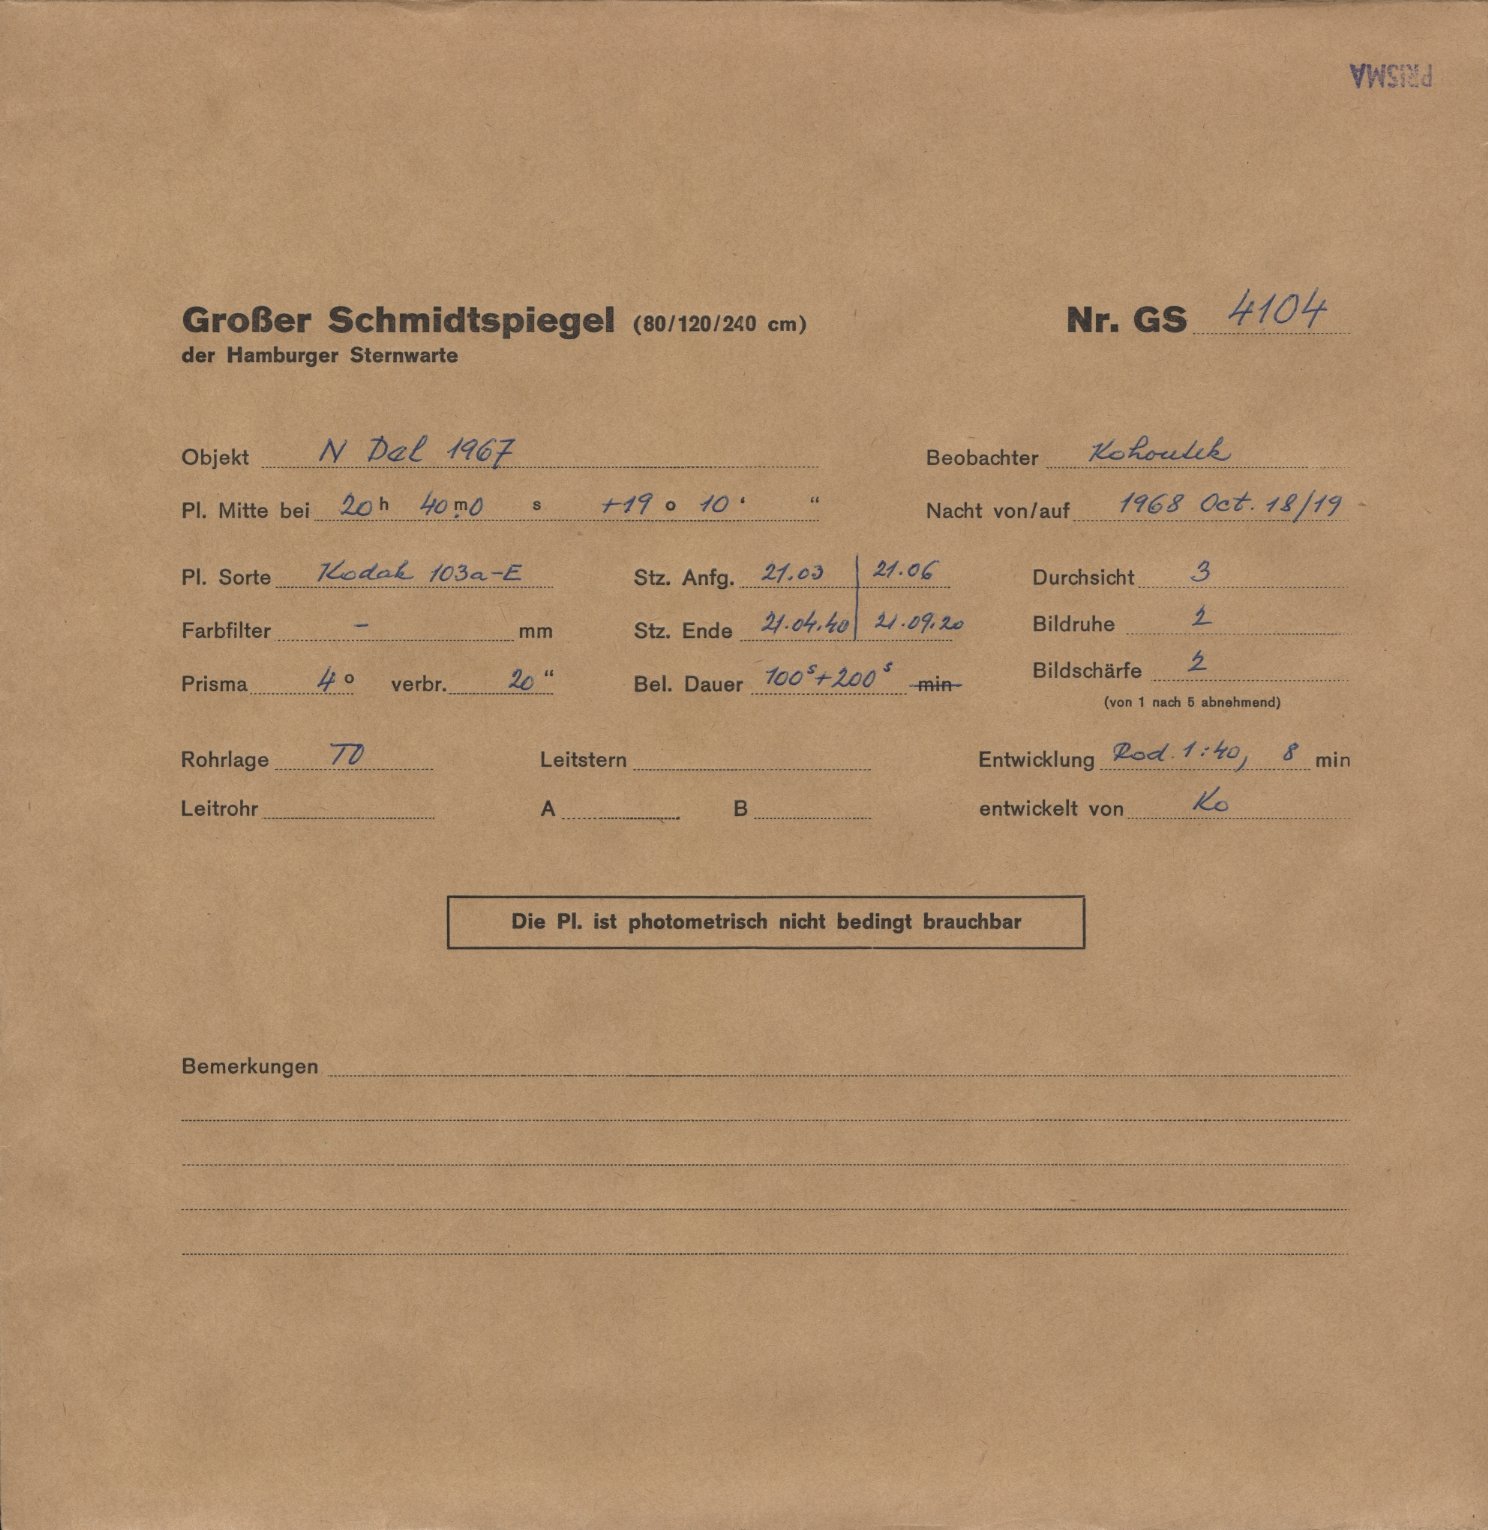 PRISMA
Großer Schmidtspiegel (80/120/240 cm) Nr. GS 4104
der Hamburger Sternwarte
Objekt N Del 1967 Beobachter Kohoutek
Pl. Mitte bei 20 h 40 m.0 s +19 o 10 ‘ “ Nacht von/auf 1968 Oct. 18/19
Pl. Sorte Kodak 103a-E Stz. Anfg. 21.03 | 21.06 Durchsicht 3
Farbfilter – mm Stz. Ende 21.04.40 | 21.09.20 Bildruhe 2
Prisma 4 o verbr. 20 “ Bel. Dauer 100s+200s min Bildschärfe 2
(von 1 nach 5 abnehmend)
Rohrlage TO Leitstern Entwicklung Rod. 1:40, 8 min
Leitrohr A B entwickelt von Ko
Die Pl. ist photometrisch nicht bedingt brauchbar
Bemerkungen